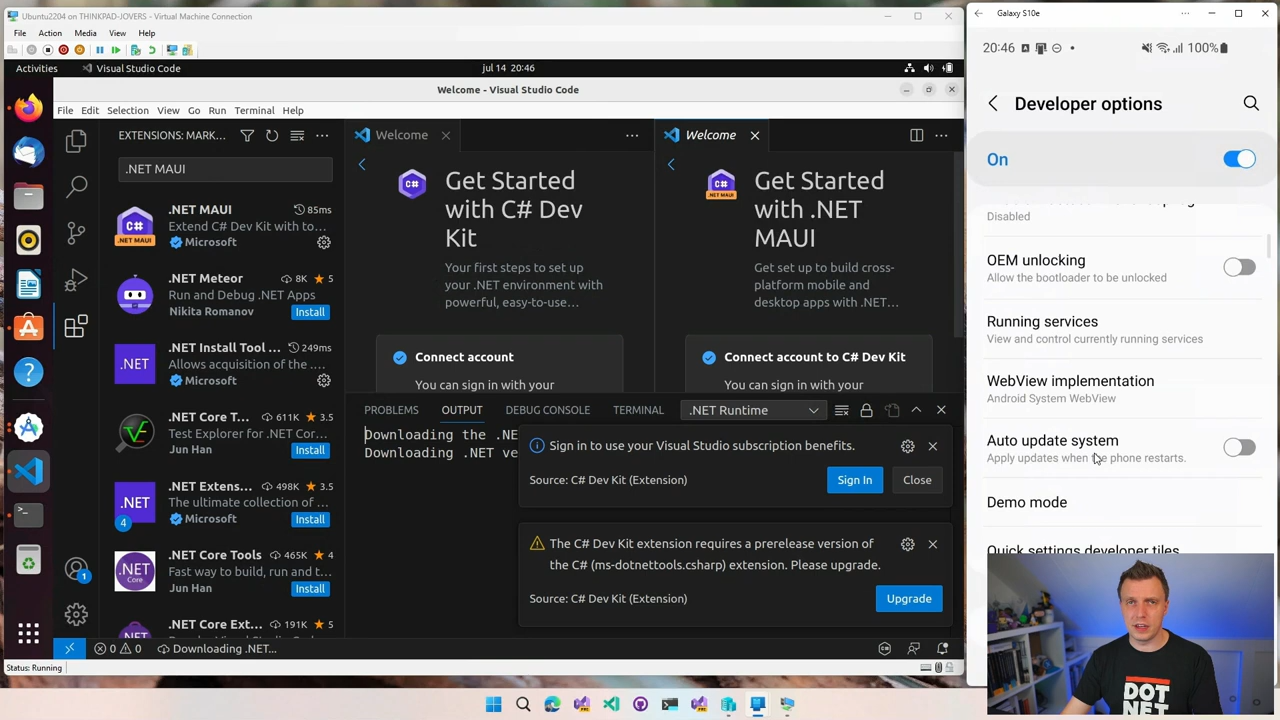 Ubuntu2204 on THINKPAD-JOVERS - Virtual Machine Connection
File Action Media View Help
Activities
Visual Studio Code
jul 14 20:46
Welcome - Visual Studio Code
File Edit Selection View Go Run Terminal Help
EXTENSIONS: MARK...
.NET MAUI
.NET MAUI 85ms
Extend C# Dev Kit with to...
Microsoft
.NET Meteor 8K 5
Run and Debug .NET Apps
Nikita Romanov Install
.NET Install Tool ... 249ms
Allows acquisition of the ...
Microsoft
.NET
.NET Core T... 611K 3.5
Test Explorer for .NET Cor...
Jun Han Install
.NET Exten... 498K 3.5
The ultimate collection of ...
Microsoft Install
.NET
4
.NET Core Tools 465K 4
Fast way to build, run and t...
Jun Han Install
.NET
Core
.NET Core Ext... 191K 5
1
Welcome
C#
Get Started
with C# Dev
Kit
Your first steps to set up
your .NET environment with
powerful, easy-to-use...
Connect account
You can sign in with your
Welcome
C#
.NET MAUI
Get Started
with .NET
MAUI
Get set up to build cross-
platform mobile and
desktop apps with .NET...
Connect account to C# Dev Kit
You can sign in with your
PROBLEMS OUTPUT DEBUG CONSOLE TERMINAL .NET Runtime
Downloading the .NE
Downloading .NET ve
Sign in to use your Visual Studio subscription benefits.
Source: C# Dev Kit (Extension) Sign In Close
The C# Dev Kit extension requires a prerelease version of
the C# (ms-dotnettools.csharp) extension. Please upgrade.
Source: C# Dev Kit (Extension) Upgrade
0 0 Downloading .NET...
Status: Running
Galaxy S10e
20:46 100%
Developer options
On
Disabled
OEM unlocking
Allow the bootloader to be unlocked
Running services
View and control currently running services
WebView implementation
Android System WebView
Auto update system
Apply updates when the phone restarts.
Demo mode
Quick settings developer tiles
DOT
NET